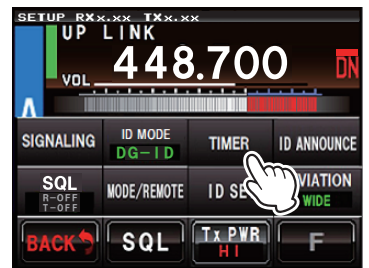 SETUP RXx.xx TXx.xx
UP LINK
VOL 448.700 DN
A
SIGNALING ID MODE TIMER ID ANNOUNCE
DG-ID
SQL MODE/REMOTE ID SE VIATION
R-OFF WIDE
T-OFF
BACK SQL Tx PWR F
HI